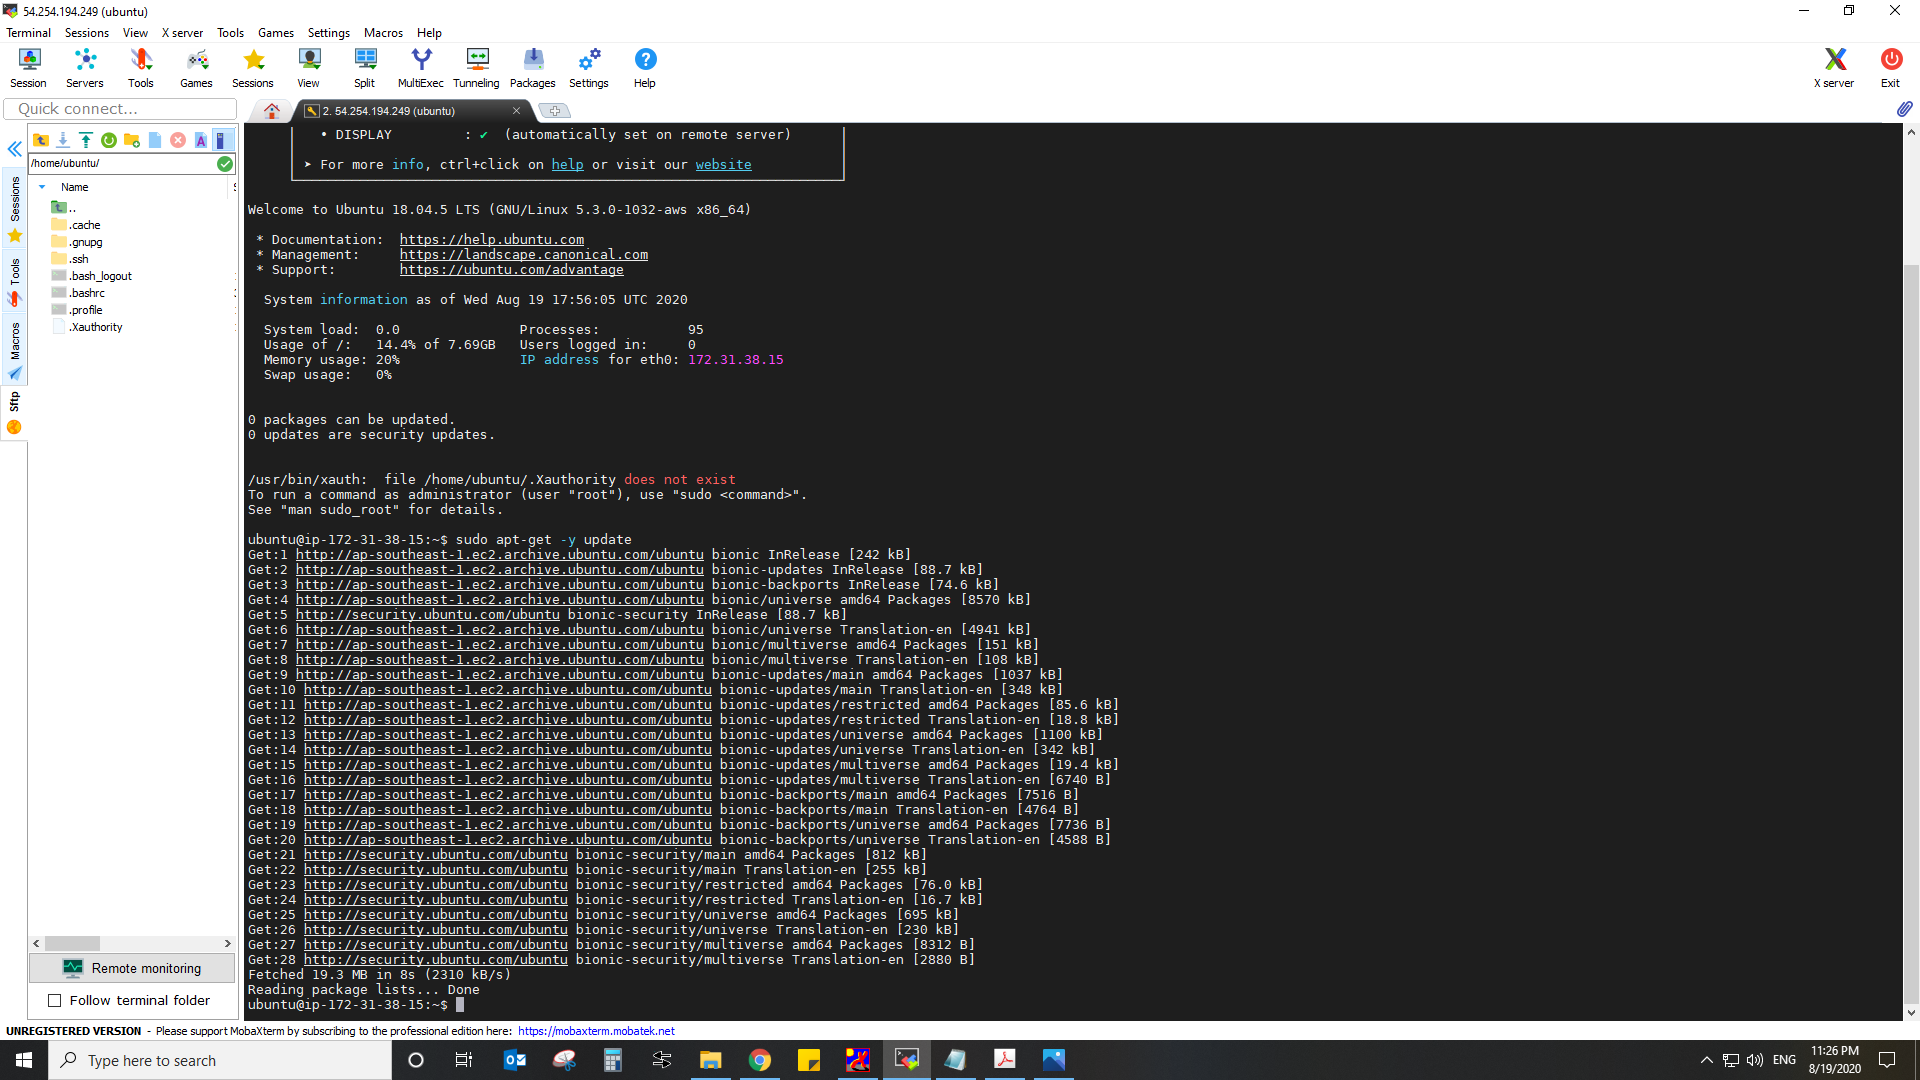 54.254.194.249 (ubuntu)
Terminal Sessions View X server Tools Games Settings Macros Help
Session Servers Tools Games Sessions View Split MultiExec Tunneling Packages Settings Help X server Exit
Quick connect...
2. 54.254.194.249 (ubuntu)
/home/ubuntu/
Name
..
.cache
.gnupg
.ssh
.bash_logout
.bashrc
.profile
.Xauthority
Sessions
Tools
Macros
Sftp
Remote monitoring
Follow terminal folder
• DISPLAY : ✔ (automatically set on remote server)
➤ For more info, ctrl+click on help or visit our website
Welcome to Ubuntu 18.04.5 LTS (GNU/Linux 5.3.0-1032-aws x86_64)
* Documentation: https://help.ubuntu.com
* Management: https://landscape.canonical.com
* Support: https://ubuntu.com/advantage
System information as of Wed Aug 19 17:56:05 UTC 2020
System load: 0.0 Processes: 95
Usage of /: 14.4% of 7.69GB Users logged in: 0
Memory usage: 20% IP address for eth0: 172.31.38.15
Swap usage: 0%
0 packages can be updated.
0 updates are security updates.
/usr/bin/xauth: file /home/ubuntu/.Xauthority does not exist
To run a command as administrator (user "root"), use "sudo <command>".
See "man sudo_root" for details.
ubuntu@ip-172-31-38-15:~$ sudo apt-get -y update
Get:1 http://ap-southeast-1.ec2.archive.ubuntu.com/ubuntu bionic InRelease [242 kB]
Get:2 http://ap-southeast-1.ec2.archive.ubuntu.com/ubuntu bionic-updates InRelease [88.7 kB]
Get:3 http://ap-southeast-1.ec2.archive.ubuntu.com/ubuntu bionic-backports InRelease [74.6 kB]
Get:4 http://ap-southeast-1.ec2.archive.ubuntu.com/ubuntu bionic/universe amd64 Packages [8570 kB]
Get:5 http://security.ubuntu.com/ubuntu bionic-security InRelease [88.7 kB]
Get:6 http://ap-southeast-1.ec2.archive.ubuntu.com/ubuntu bionic/universe Translation-en [4941 kB]
Get:7 http://ap-southeast-1.ec2.archive.ubuntu.com/ubuntu bionic/multiverse amd64 Packages [151 kB]
Get:8 http://ap-southeast-1.ec2.archive.ubuntu.com/ubuntu bionic/multiverse Translation-en [108 kB]
Get:9 http://ap-southeast-1.ec2.archive.ubuntu.com/ubuntu bionic-updates/main amd64 Packages [1037 kB]
Get:10 http://ap-southeast-1.ec2.archive.ubuntu.com/ubuntu bionic-updates/main Translation-en [348 kB]
Get:11 http://ap-southeast-1.ec2.archive.ubuntu.com/ubuntu bionic-updates/restricted amd64 Packages [85.6 kB]
Get:12 http://ap-southeast-1.ec2.archive.ubuntu.com/ubuntu bionic-updates/restricted Translation-en [18.8 kB]
Get:13 http://ap-southeast-1.ec2.archive.ubuntu.com/ubuntu bionic-updates/universe amd64 Packages [1100 kB]
Get:14 http://ap-southeast-1.ec2.archive.ubuntu.com/ubuntu bionic-updates/universe Translation-en [342 kB]
Get:15 http://ap-southeast-1.ec2.archive.ubuntu.com/ubuntu bionic-updates/multiverse amd64 Packages [19.4 kB]
Get:16 http://ap-southeast-1.ec2.archive.ubuntu.com/ubuntu bionic-updates/multiverse Translation-en [6740 B]
Get:17 http://ap-southeast-1.ec2.archive.ubuntu.com/ubuntu bionic-backports/main amd64 Packages [7516 B]
Get:18 http://ap-southeast-1.ec2.archive.ubuntu.com/ubuntu bionic-backports/main Translation-en [4764 B]
Get:19 http://ap-southeast-1.ec2.archive.ubuntu.com/ubuntu bionic-backports/universe amd64 Packages [7736 B]
Get:20 http://ap-southeast-1.ec2.archive.ubuntu.com/ubuntu bionic-backports/universe Translation-en [4588 B]
Get:21 http://security.ubuntu.com/ubuntu bionic-security/main amd64 Packages [812 kB]
Get:22 http://security.ubuntu.com/ubuntu bionic-security/main Translation-en [255 kB]
Get:23 http://security.ubuntu.com/ubuntu bionic-security/restricted amd64 Packages [76.0 kB]
Get:24 http://security.ubuntu.com/ubuntu bionic-security/restricted Translation-en [16.7 kB]
Get:25 http://security.ubuntu.com/ubuntu bionic-security/universe amd64 Packages [695 kB]
Get:26 http://security.ubuntu.com/ubuntu bionic-security/universe Translation-en [230 kB]
Get:27 http://security.ubuntu.com/ubuntu bionic-security/multiverse amd64 Packages [8312 B]
Get:28 http://security.ubuntu.com/ubuntu bionic-security/multiverse Translation-en [2880 B]
Fetched 19.3 MB in 8s (2310 kB/s)
Reading package lists... Done
ubuntu@ip-172-31-38-15:~$
UNREGISTERED VERSION - Please support MobaXterm by subscribing to the professional edition here: https://mobaxterm.mobatek.net
Type here to search
ENG
11:26 PM
8/19/2020